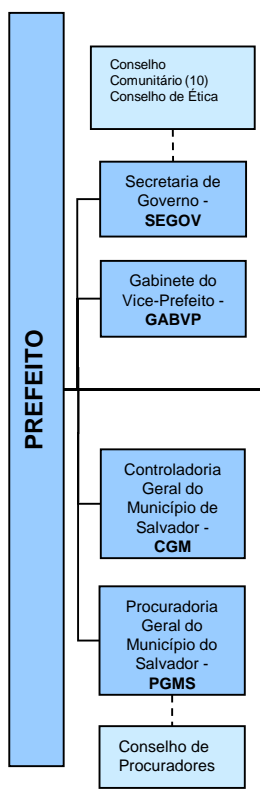 Conselho
Comunitário (10)
Conselho de Ética
Secretaria de
Governo -
SEGOV
Gabinete do
Vice-Prefeito -
GABVP
PREFEITO
Controladoria
Geral do
Município de
Salvador -
CGM
Procuradoria
Geral do
Município do
Salvador -
PGMS
Conselho de
Procuradores